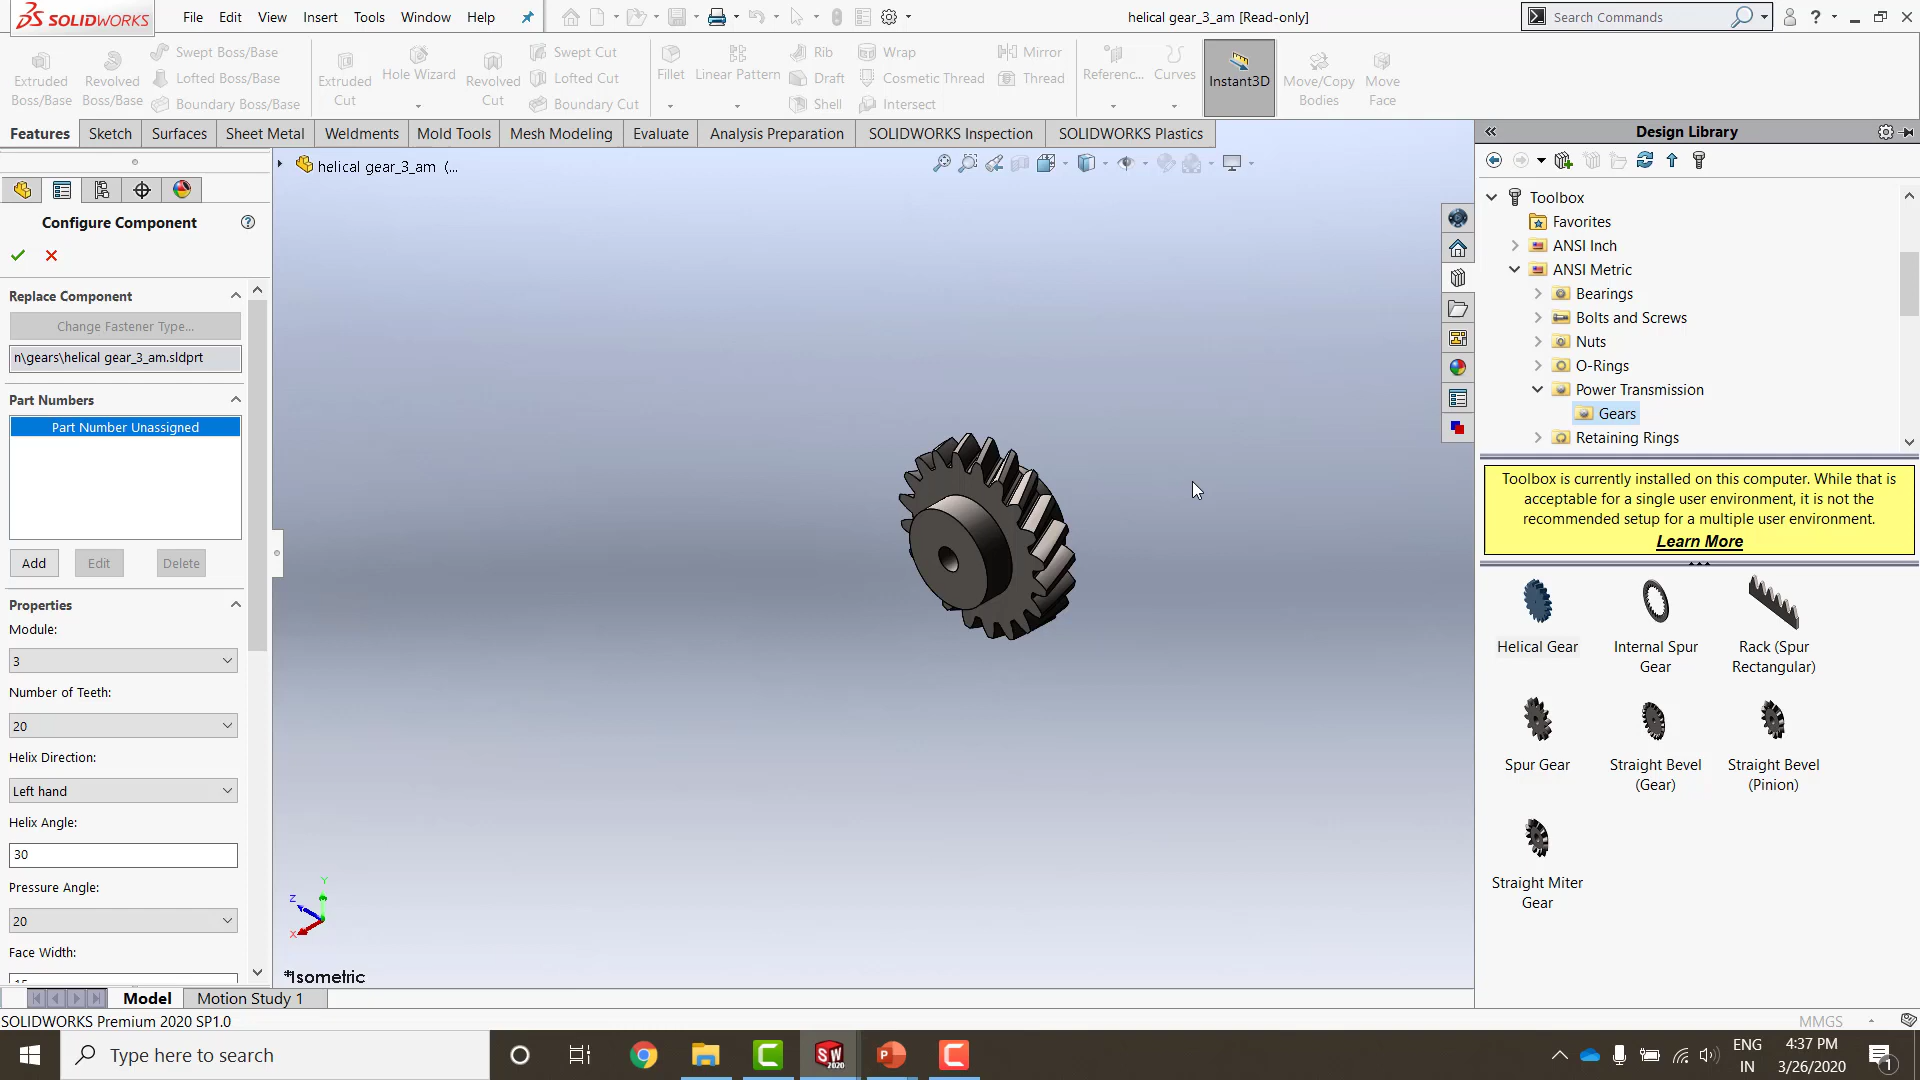 SOLIDWORKS File Edit View Insert Tools Window Help helical gear_3_am [Read-only] Search Commands
Extruded Boss/Base
Revolved Boss/Base
Swept Boss/Base
Lofted Boss/Base
Boundary Boss/Base
Extruded Cut
Hole Wizard
Revolved Cut
Swept Cut
Lofted Cut
Boundary Cut
Fillet
Linear Pattern
Rib
Draft
Shell
Wrap
Cosmetic Thread
Intersect
Mirror
Thread
Referenc...
Curves
Instant3D
Move/Copy Bodies
Move Face
Features Sketch Surfaces Sheet Metal Weldments Mold Tools Mesh Modeling Evaluate Analysis Preparation SOLIDWORKS Inspection SOLIDWORKS Plastics
helical gear_3_am (...
Configure Component
Replace Component
Change Fastener Type...
n\gears\helical gear_3_am.sldprt
Part Numbers
Part Number Unassigned
Add Edit Delete
Properties
Module:
3
Number of Teeth:
20
Helix Direction:
Left hand
Helix Angle:
30
Pressure Angle:
20
Face Width:
Y
Z
X
*Isometric
Design Library
Toolbox
Favorites
ANSI Inch
ANSI Metric
Bearings
Bolts and Screws
Nuts
O-Rings
Power Transmission
Gears
Retaining Rings
Toolbox is currently installed on this computer. While that is
acceptable for a single user environment, it is not the
recommended setup for a multiple user environment.
Learn More
Helical Gear
Internal Spur Gear
Rack (Spur Rectangular)
Spur Gear
Straight Bevel (Gear)
Straight Bevel (Pinion)
Straight Miter Gear
Model Motion Study 1
SOLIDWORKS Premium 2020 SP1.0
MMGS
Type here to search
SW 2020
ENG
IN
4:37 PM
3/26/2020
1